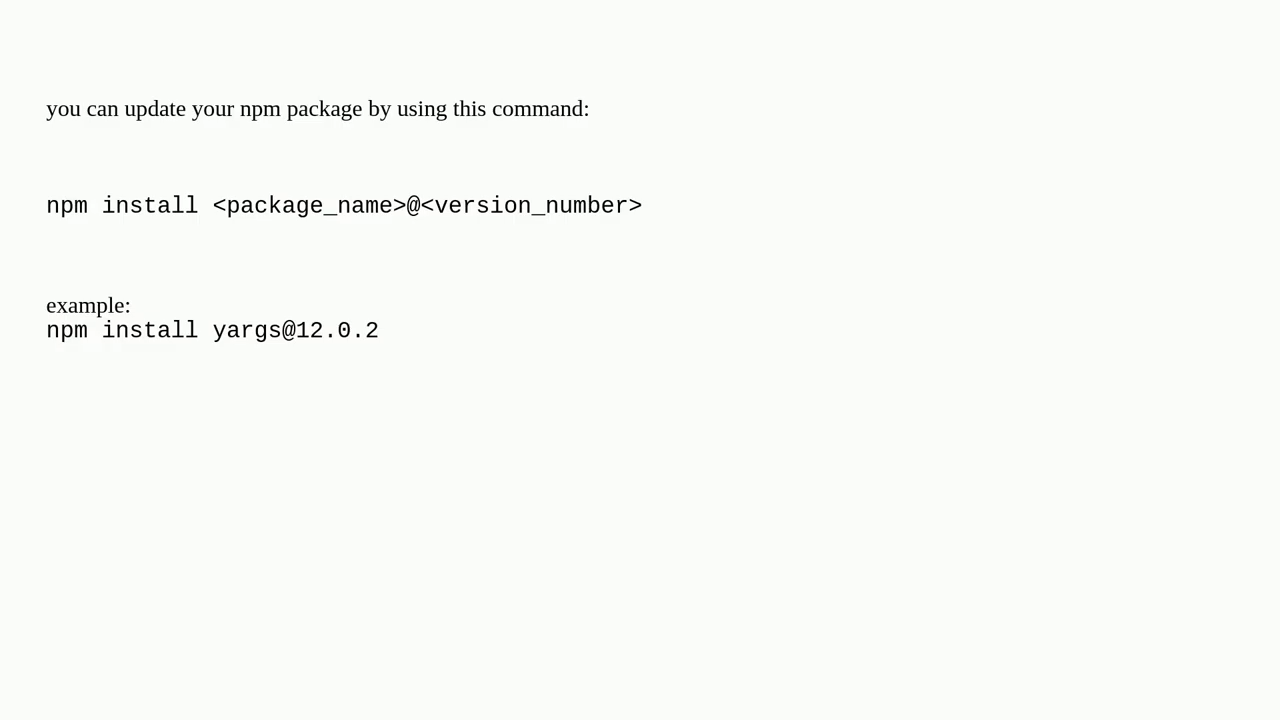 you can update your npm package by using this command:
npm install <package_name>@<version_number>
example:
npm install yargs@12.0.2